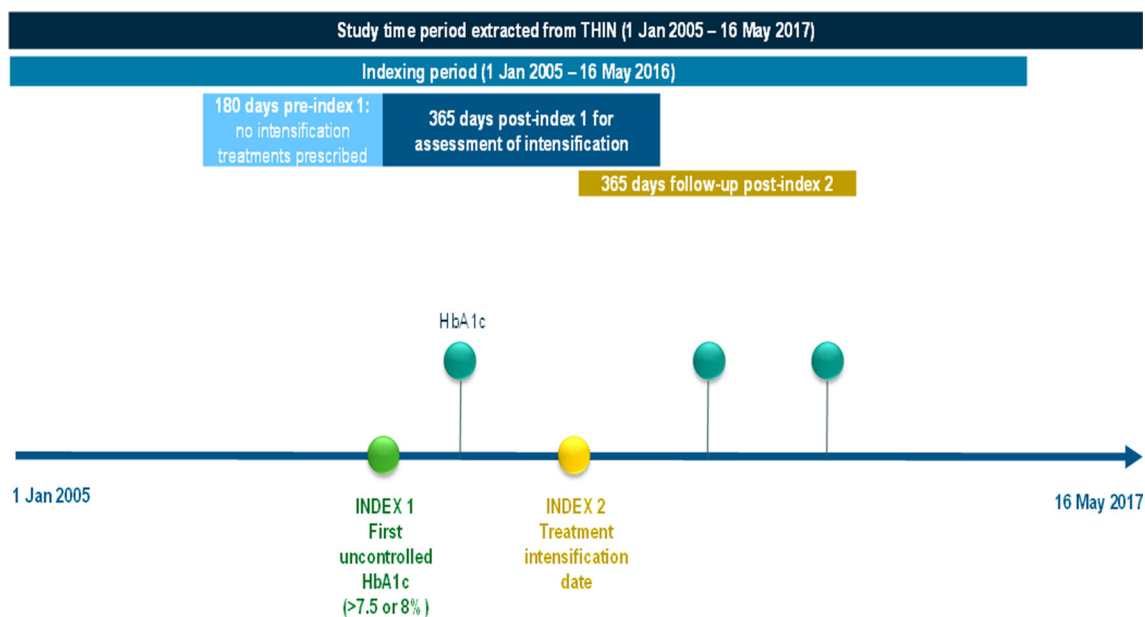 Study time period extracted from THIN (1 Jan 2005 – 16 May 2017)
Indexing period (1 Jan 2005 – 16 May 2016)
180 days pre-index 1:
no intensification
treatments prescribed
365 days post-index 1 for
assessment of intensification
365 days follow-up post-index 2
HbA1c
1 Jan 2005
16 May 2017
INDEX 1
First
uncontrolled
HbA1c
(>7.5 or 8% )
INDEX 2
Treatment
intensification
date